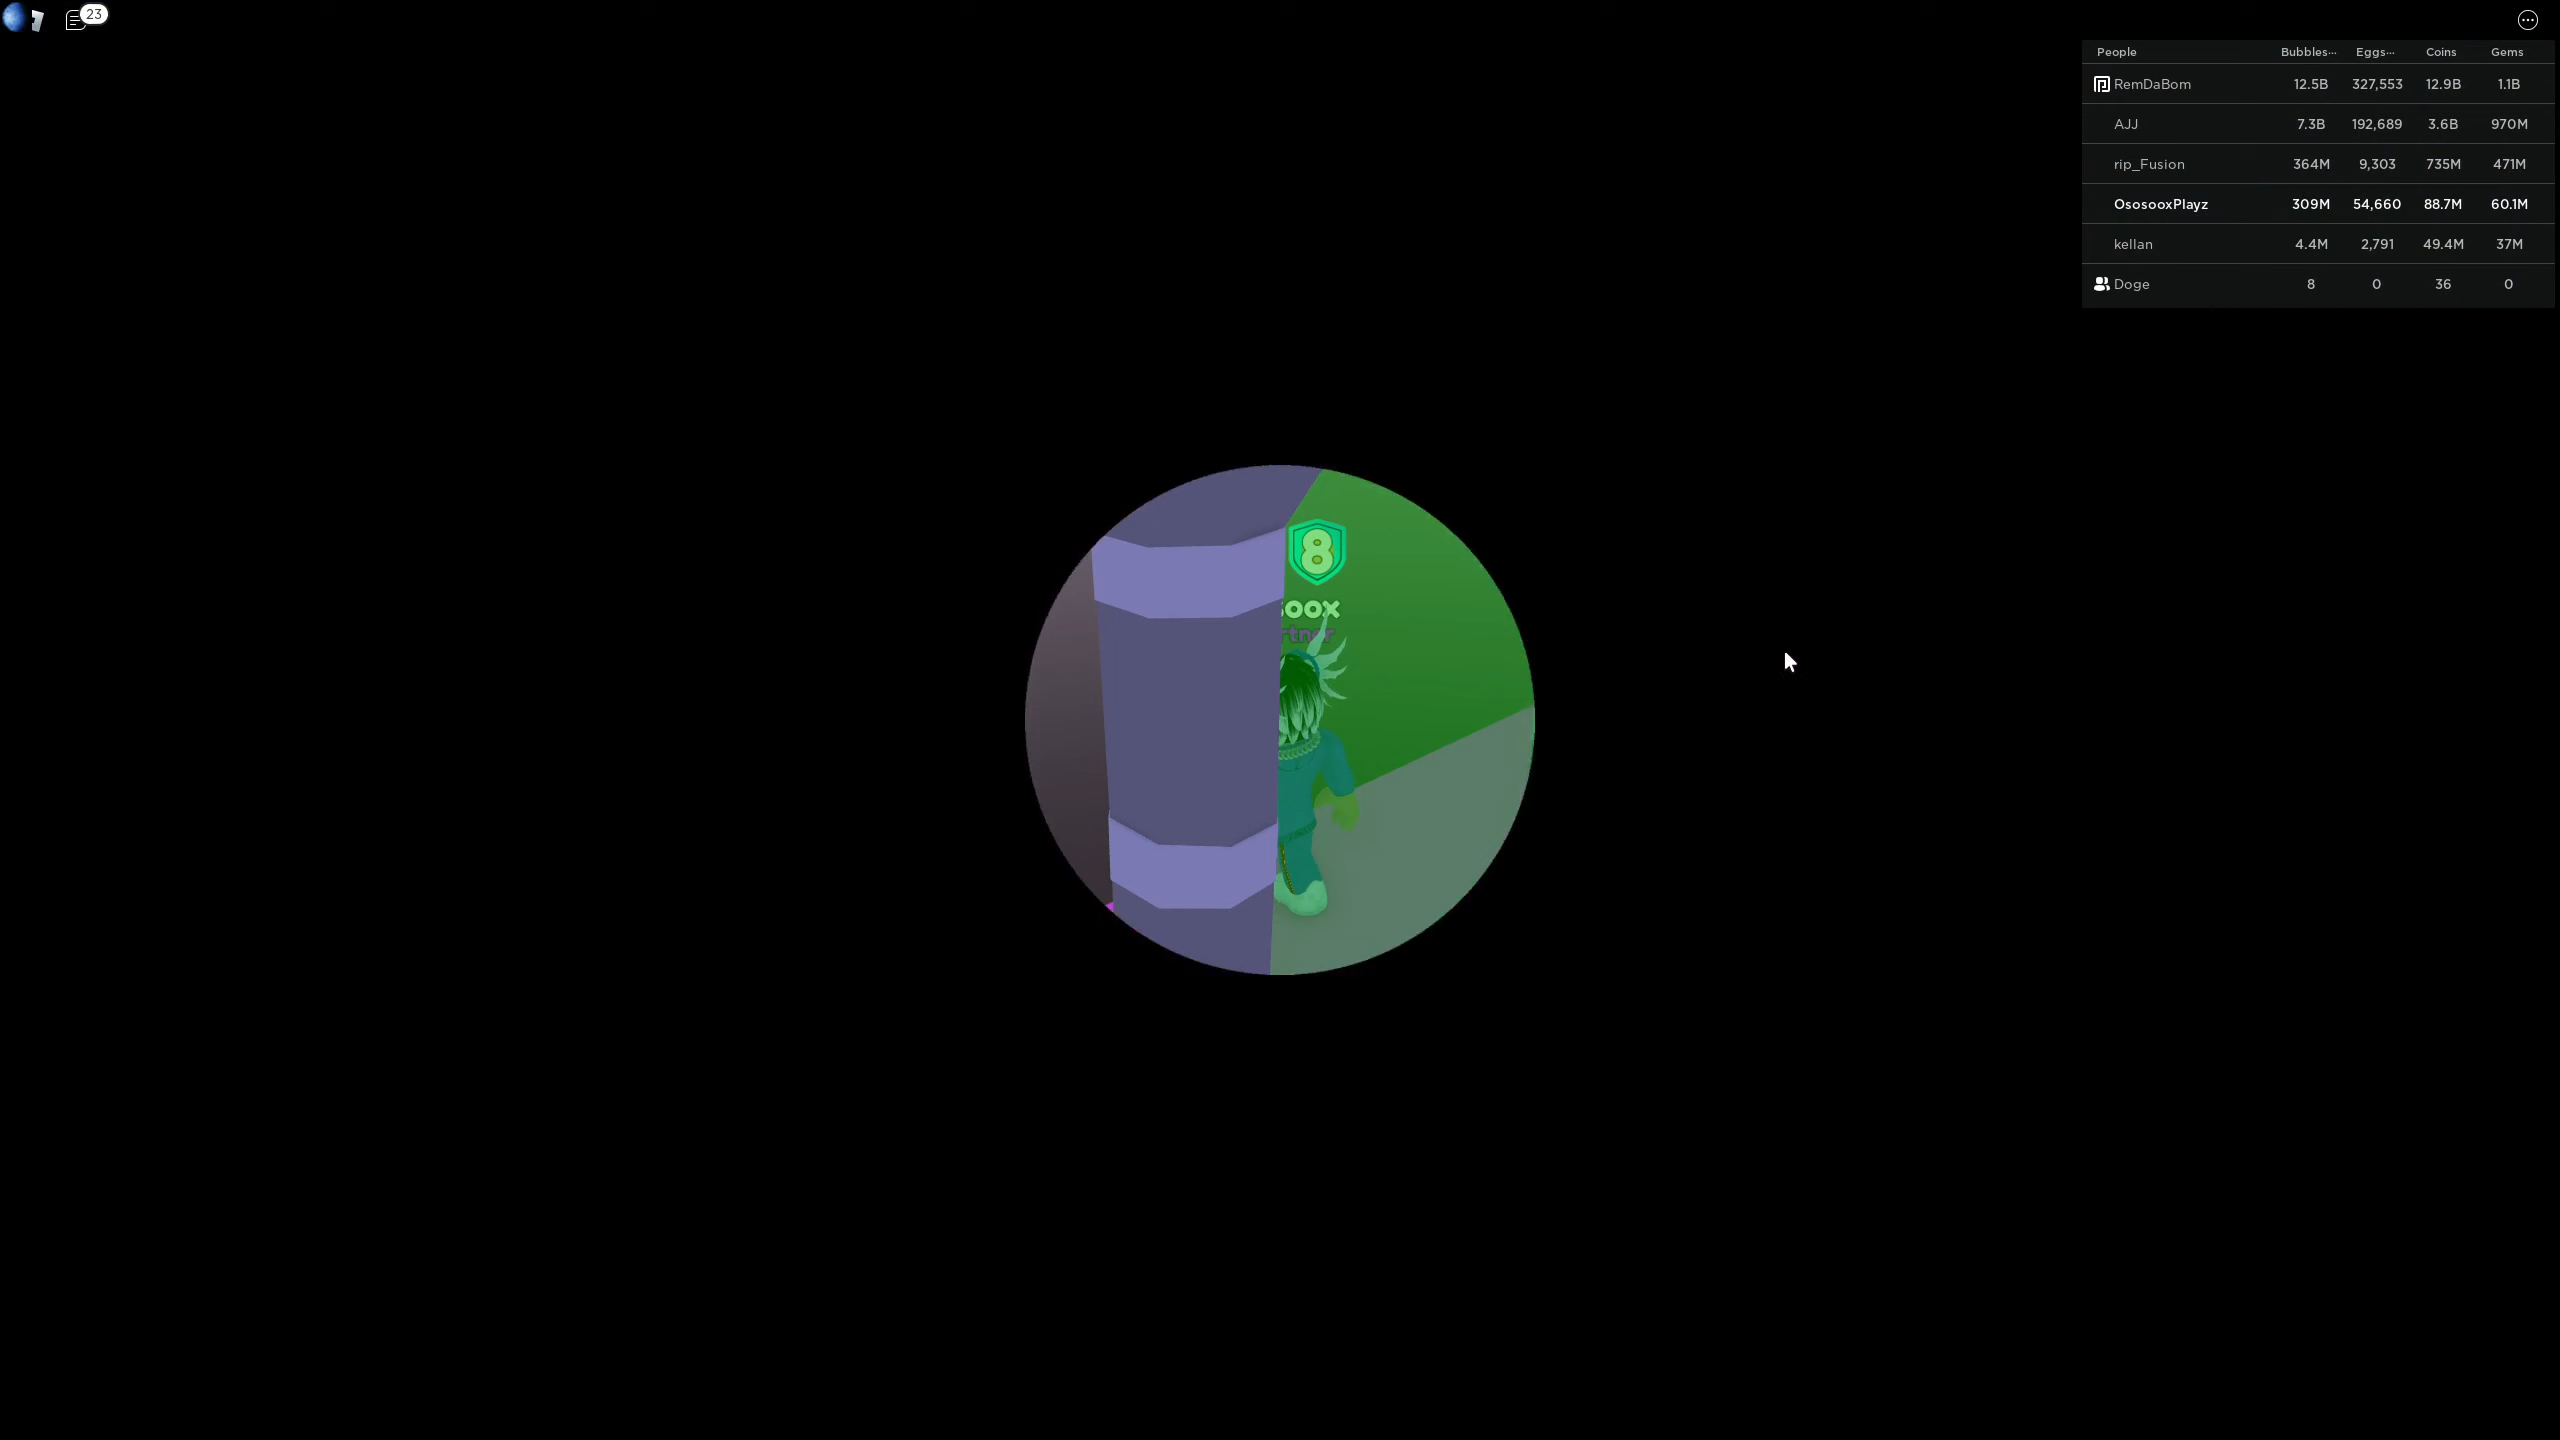 23
People Bubbles... Eggs... Coins Gems
RemDaBom 12.5B 327,553 12.9B 1.1B
AJJ 7.3B 192,689 3.6B 970M
rip_Fusion 364M 9,303 735M 471M
OsosooxPlayz 309M 54,660 88.7M 60.1M
kellan 4.4M 2,791 49.4M 37M
Doge 8 0 36 0
8
soox
rtner